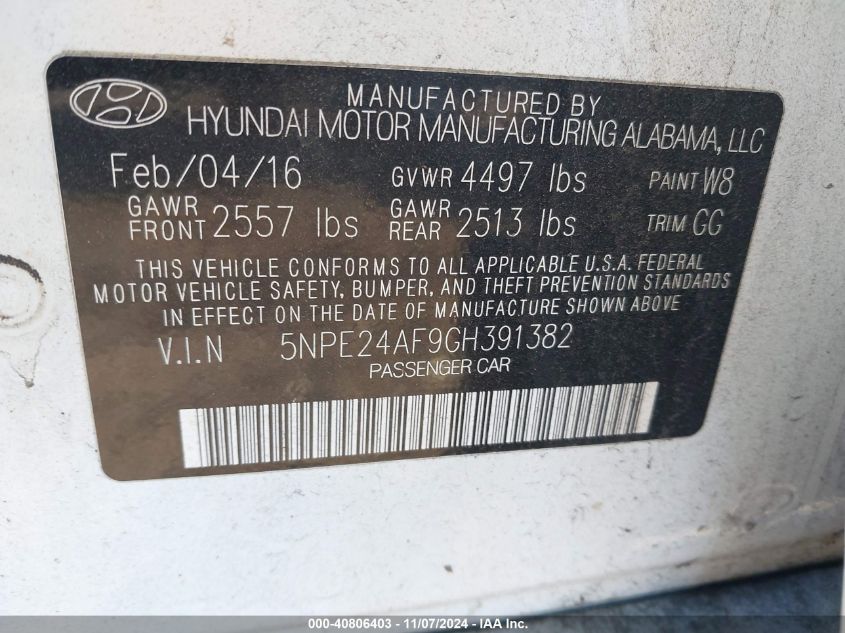 MANUFACTURED BY
HYUNDAI MOTOR MANUFACTURING ALABAMA, LLC
Feb/04/16 GVWR 4497 lbs PAINT W8
GAWR FRONT 2557 lbs GAWR REAR 2513 lbs TRIM GG
THIS VEHICLE CONFORMS TO ALL APPLICABLE U.S.A. FEDERAL
MOTOR VEHICLE SAFETY, BUMPER, AND THEFT PREVENTION STANDARDS
IN EFFECT ON THE DATE OF MANUFACTURE SHOWN ABOVE
V.I.N 5NPE24AF9GH391382
PASSENGER CAR
000-40806403 - 11/07/2024 - IAA Inc.